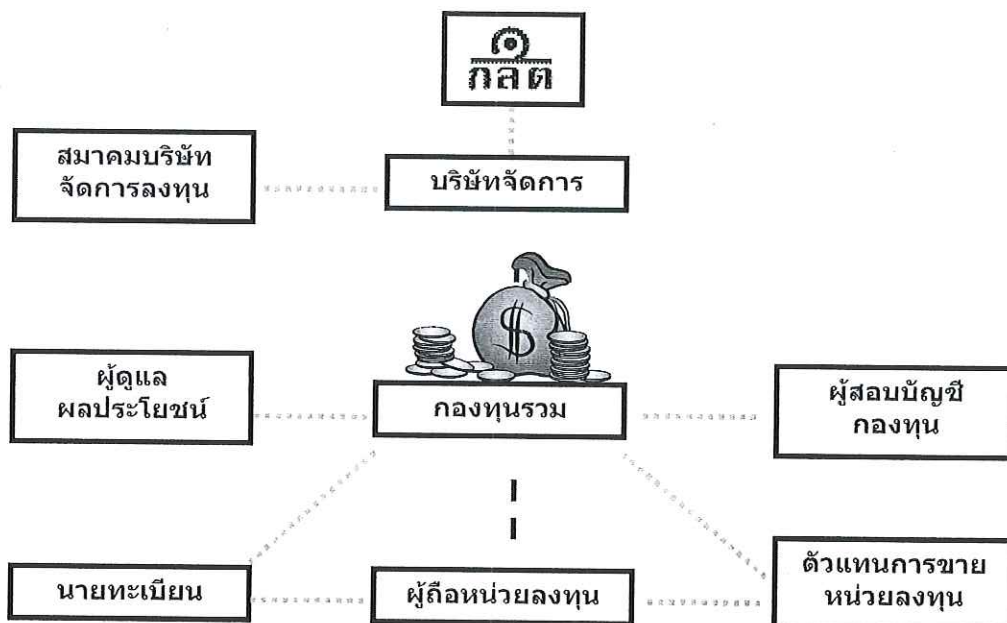 กลต
สมาคมบริษัท
จัดการลงทุน
บริษัทจัดการ
$
ผู้ดูแล
ผลประโยชน์
กองทุนรวม
ผู้สอบบัญชี
กองทุน
นายทะเบียน
ผู้ถือหน่วยลงทุน
ตัวแทนการขาย
หน่วยลงทุน